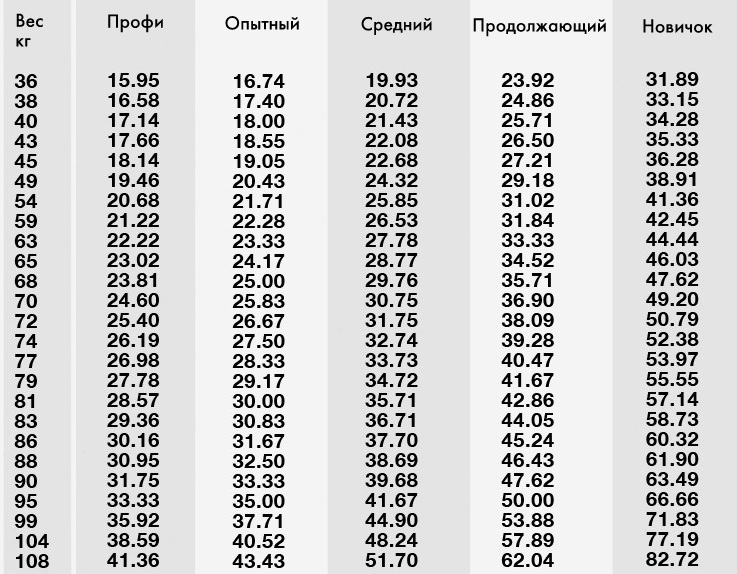 Вес кг Профи Опытный Средний Продолжающий Новичок
36 15.95 16.74 19.93 23.92 31.89
38 16.58 17.40 20.72 24.86 33.15
40 17.14 18.00 21.43 25.71 34.28
43 17.66 18.55 22.08 26.50 35.33
45 18.14 19.05 22.68 27.21 36.28
49 19.46 20.43 24.32 29.18 38.91
54 20.68 21.71 25.85 31.02 41.36
59 21.22 22.28 26.53 31.84 42.45
63 22.22 23.33 27.78 33.33 44.44
65 23.02 24.17 28.77 34.52 46.03
68 23.81 25.00 29.76 35.71 47.62
70 24.60 25.83 30.75 36.90 49.20
72 25.40 26.67 31.75 38.09 50.79
74 26.19 27.50 32.74 39.28 52.38
77 26.98 28.33 33.73 40.47 53.97
79 27.78 29.17 34.72 41.67 55.55
81 28.57 30.00 35.71 42.86 57.14
83 29.36 30.83 36.71 44.05 58.73
86 30.16 31.67 37.70 45.24 60.32
88 30.95 32.50 38.69 46.43 61.90
90 31.75 33.33 39.68 47.62 63.49
95 33.33 35.00 41.67 50.00 66.66
99 35.92 37.71 44.90 53.88 71.83
104 38.59 40.52 48.24 57.89 77.19
108 41.36 43.43 51.70 62.04 82.72